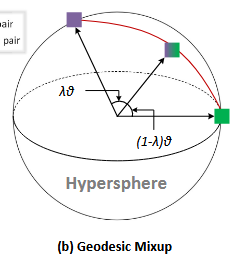 pair
pair
λϑ
(1-λ)ϑ
Hypersphere
(b) Geodesic Mixup